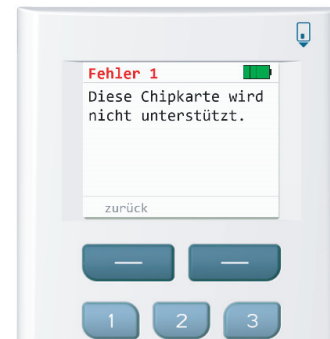 Fehler 1
Diese Chipkarte wird
nicht unterstützt.
zurück
1 2 3